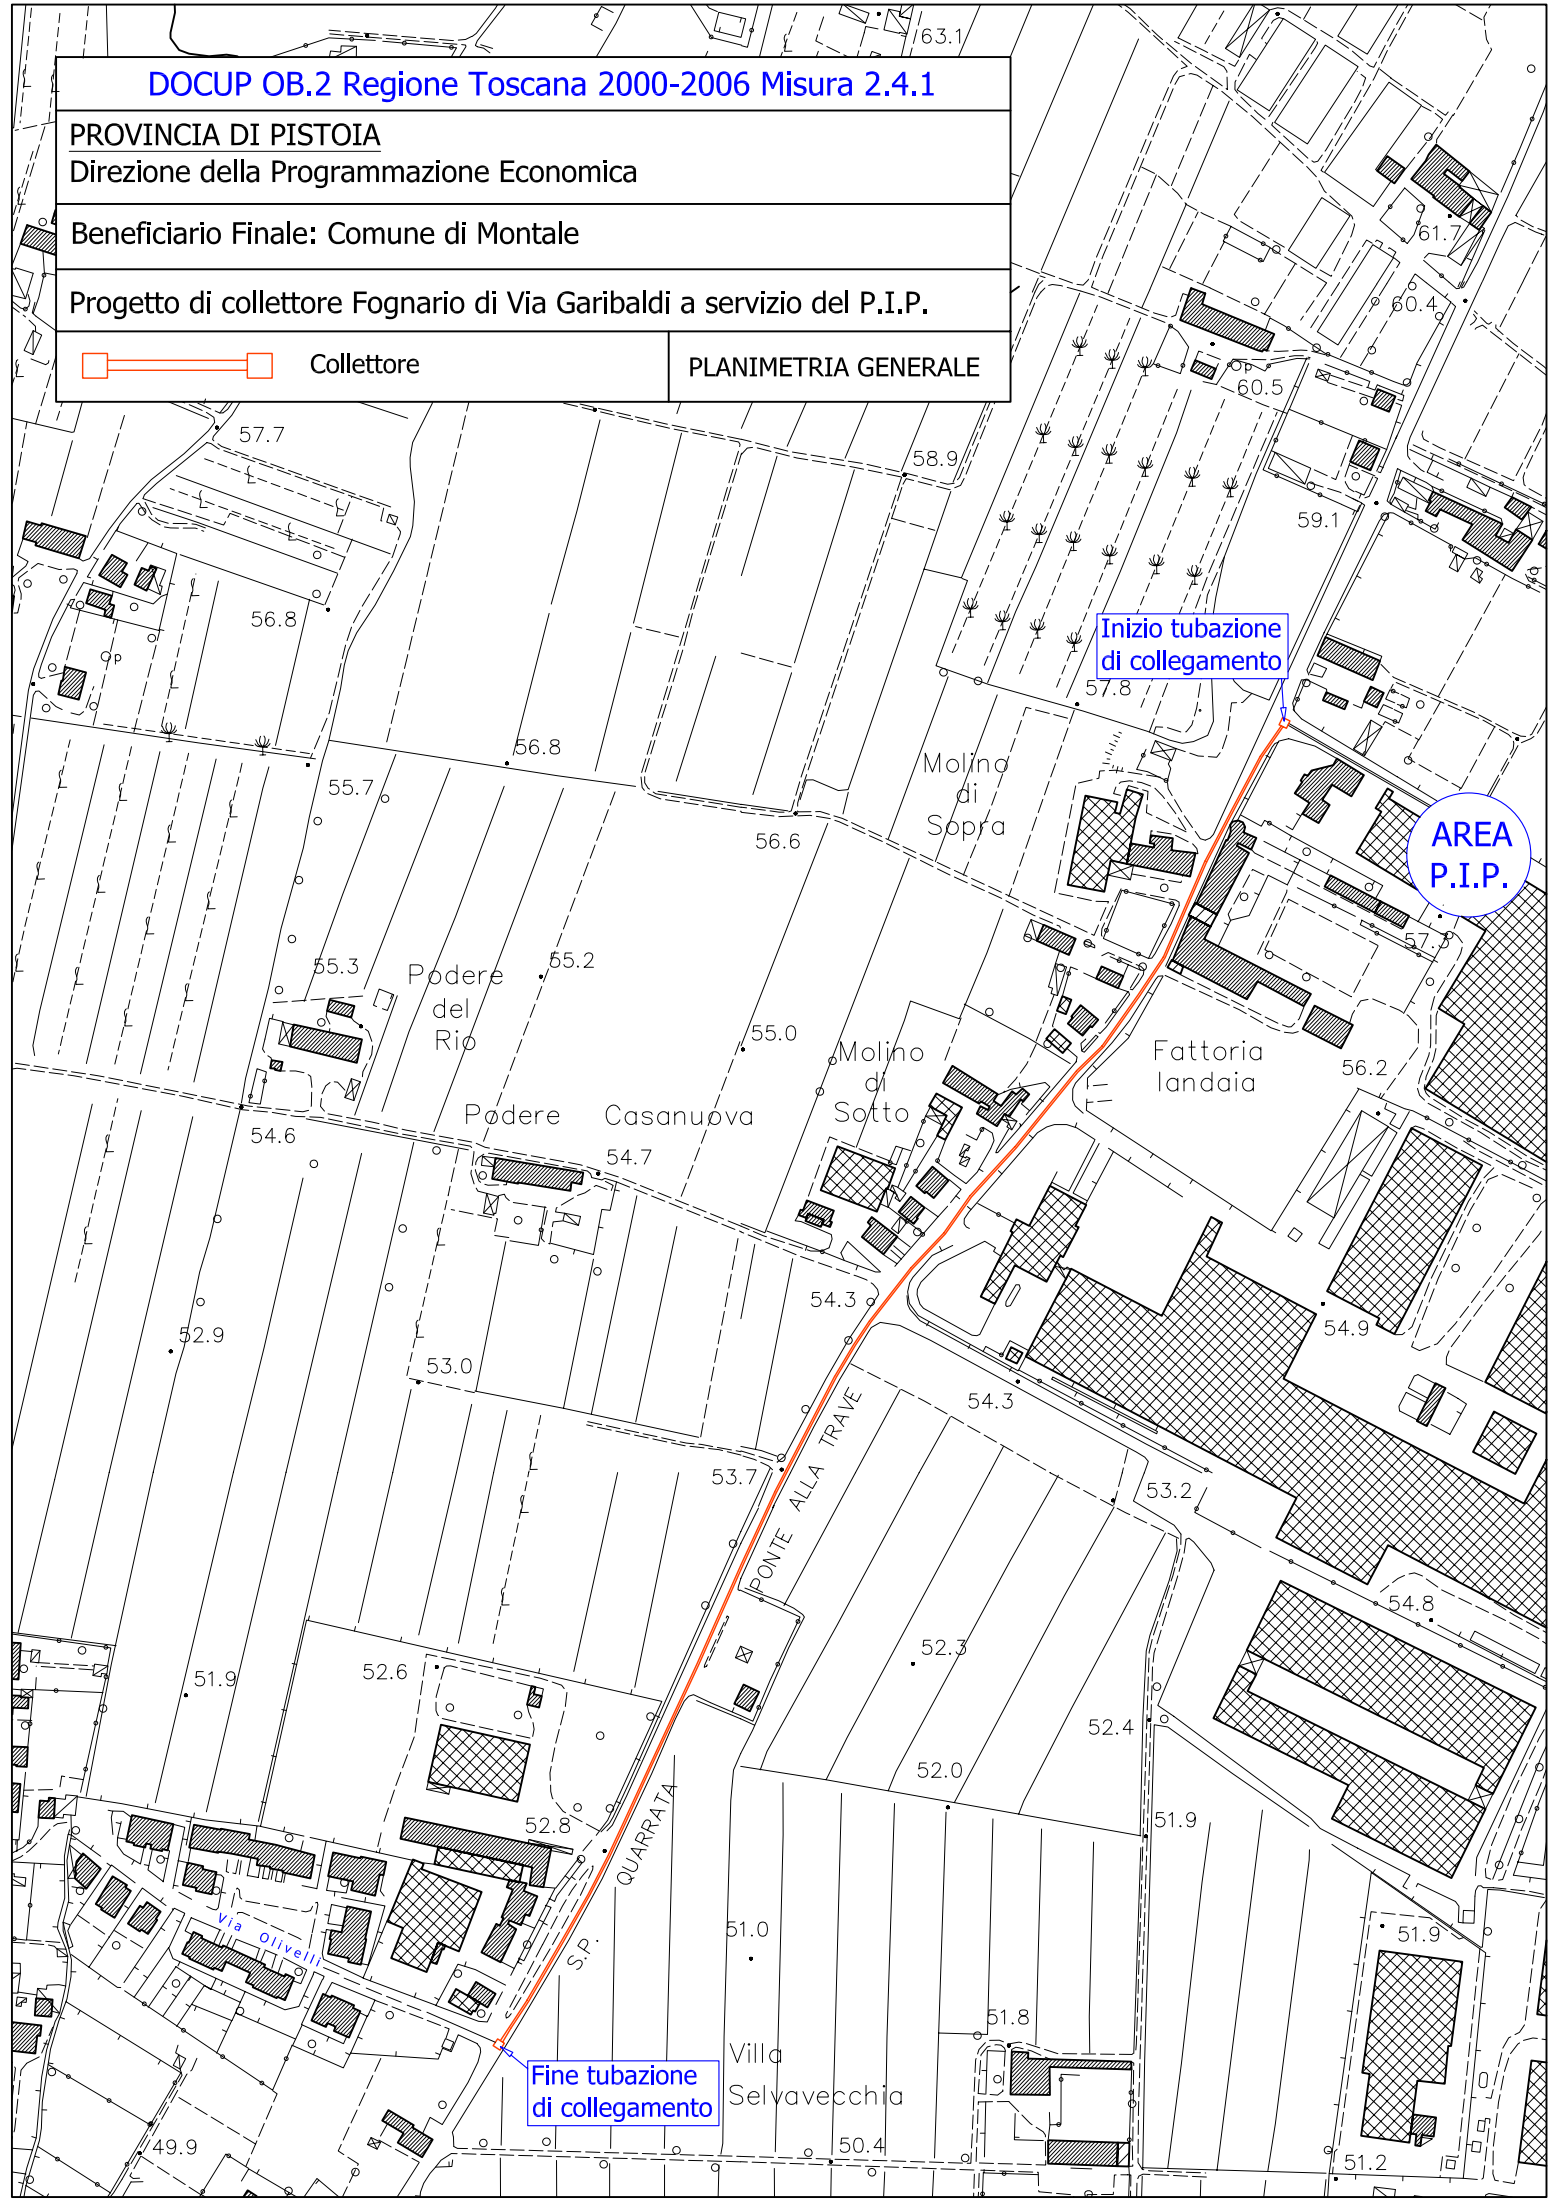 63.1
DOCUP OB.2 Regione Toscana 2000-2006 Misura 2.4.1
PROVINCIA DI PISTOIA
Direzione della Programmazione Economica
Beneficiario Finale: Comune di Montale
Progetto di collettore Fognario di Via Garibaldi a servizio del P.I.P.
Collettore
PLANIMETRIA GENERALE
61.7
60.4
Op
60.5
57.7
58.9
59.1
56.8
Op
Inizio tubazione
di collegamento
57.8
56.8
55.7
Molino
di
Sopra
56.6
AREA
P.I.P.
57.3
55.3
Podere
del
Rio
55.2
55.0
Molino
di
Sotto
Fattoria
Iandaia
56.2
54.6
Podere Casanuova
54.7
54.3
54.9
52.9
53.0
54.3
53.7
53.2
PONTE ALLA TRAVE
54.8
52.3
52.6
51.9
52.4
52.0
52.8
51.9
QUARRATA
S.P.
Via Olivelli
51.0
51.9
51.8
Villa
Selvavecchia
Fine tubazione
di collegamento
49.9
50.4
51.2